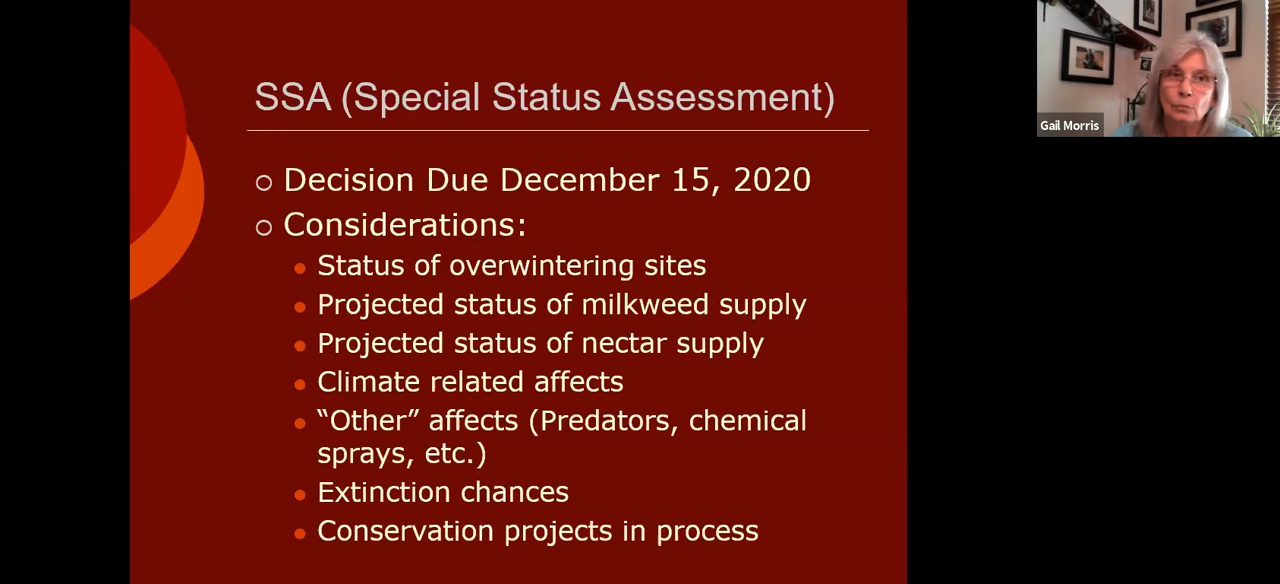 SSA (Special Status Assessment)
Decision Due December 15, 2020
Considerations:
Status of overwintering sites
Projected status of milkweed supply
Projected status of nectar supply
Climate related affects
“Other” affects (Predators, chemical
sprays, etc.)
Extinction chances
Conservation projects in process
Gail Morris